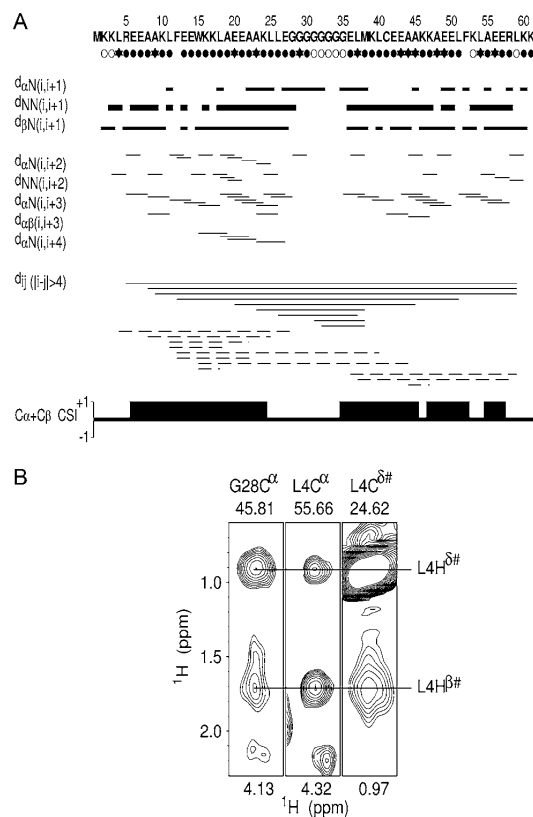 A
5 10 15 20 25 30 35 40 45 50 55 60
MKKLREEAAKLFEEWKKLAEEAAKLLEGGGGGGGGELMKLCEEAAKKAEELFKLAEERLKK
dαN(i,i+1)
dNN(i,i+1)
dβN(i,i+1)
dαN(i,i+2)
dNN(i,i+2)
dαN(i,i+3)
dαβ(i,i+3)
dαN(i,i+4)
dij (|i-j|>4)
Cα+Cβ CSI +1
-1
B
G28Cα L4Cα L4Cδ#
45.81 55.66 24.62
1.0 L4Hδ#
1.5
L4Hβ#
2.0
1H (ppm)
4.13 4.32 0.97
1H (ppm)